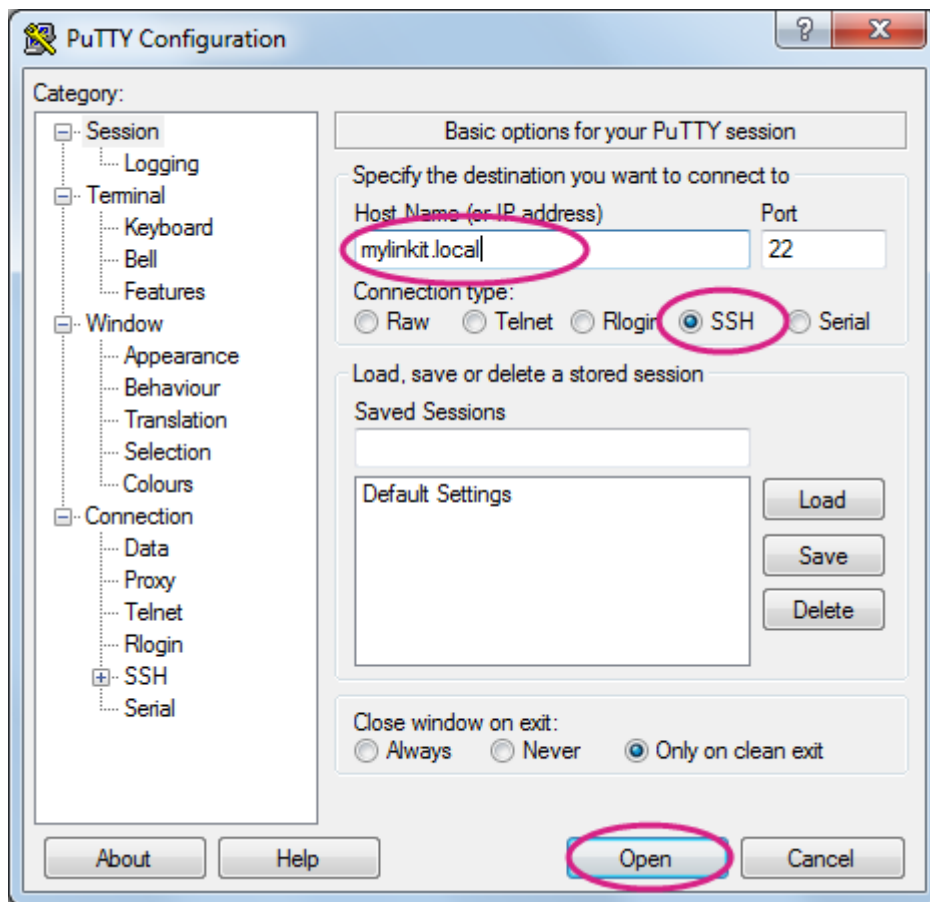 PuTTY Configuration
Category:
Session
Logging
Terminal
Keyboard
Bell
Features
Window
Appearance
Behaviour
Translation
Selection
Colours
Connection
Data
Proxy
Telnet
Rlogin
SSH
Serial
Basic options for your PuTTY session
Specify the destination you want to connect to
Host Name (or IP address) Port
mylinkit.local 22
Connection type:
Raw Telnet Rlogin SSH Serial
Load, save or delete a stored session
Saved Sessions
Default Settings
Load
Save
Delete
Close window on exit:
Always Never Only on clean exit
About Help Open Cancel